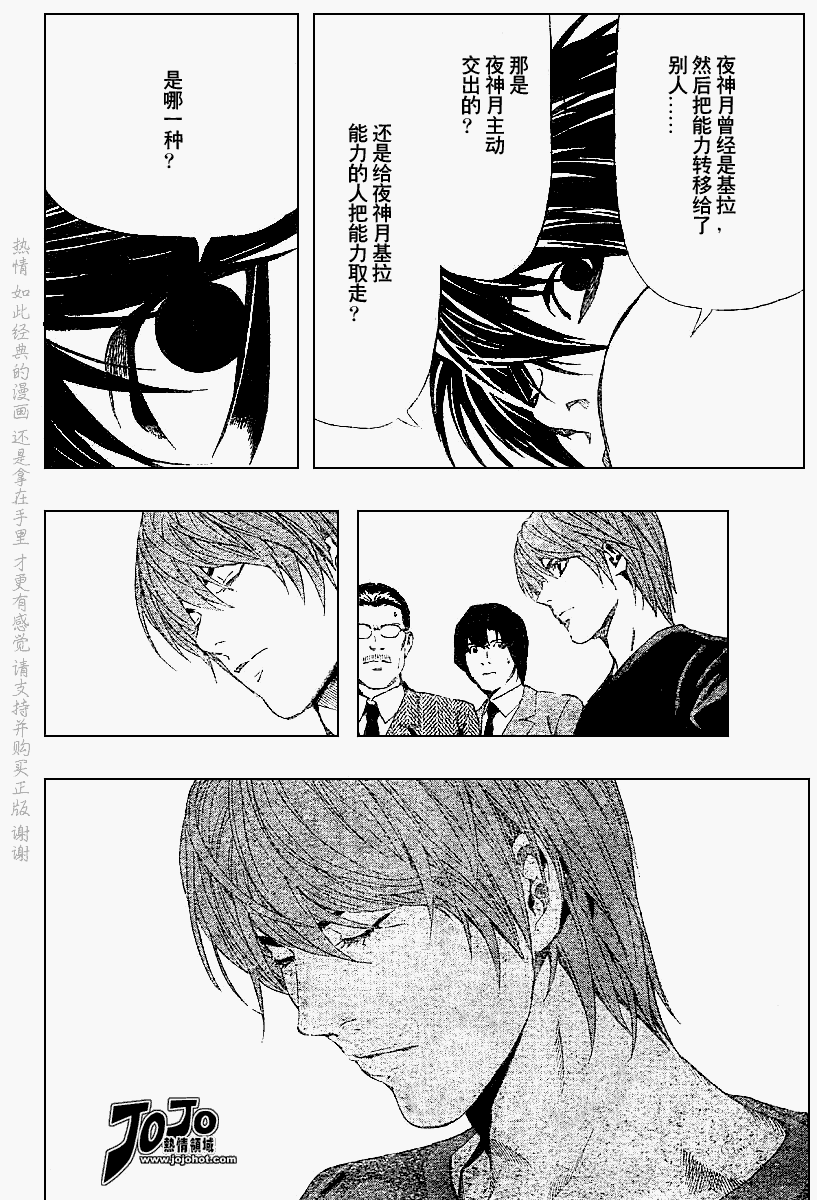 夜神月曾经是基拉，
然后把能力转移给了
别人……
那是
夜神月主动
交出的？
还是给夜神月基拉
能力的人把能力取走？
是哪一种？
热情 如此经典的漫画 还是拿在手里 才更有感觉 请支持并购买正版 谢谢
JOJO
熱情領域
www.jojohot.com